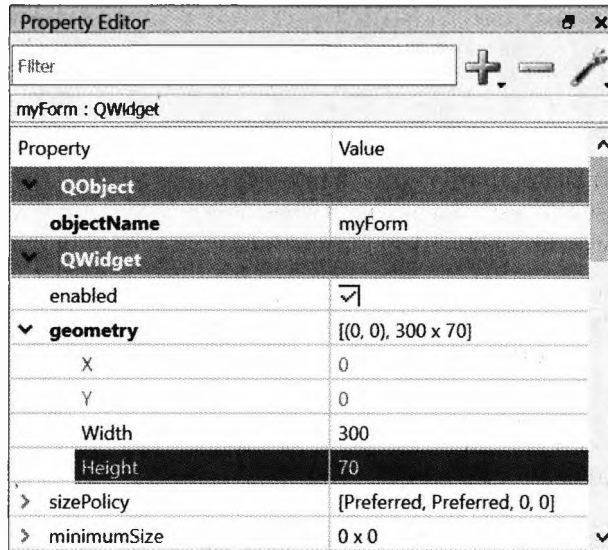 Property Editor
Filter
myForm : QWidget
Property Value
QObject
objectName myForm
QWidget
enabled
geometry [(0, 0), 300 x 70]
X 0
Y 0
Width 300
Height 70
sizePolicy [Preferred, Preferred, 0, 0]
minimumSize 0 x 0